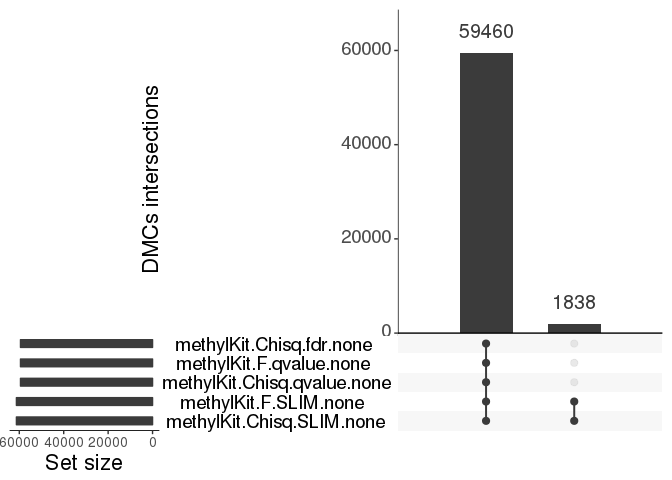 59460
60000
40000
20000
0
1838
DMCs intersections
methylKit.Chisq.fdr.none
methylKit.F.qvalue.none
methylKit.Chisq.qvalue.none
methylKit.F.SLIM.none
methylKit.Chisq.SLIM.none
60000 40000 20000 0
Set size